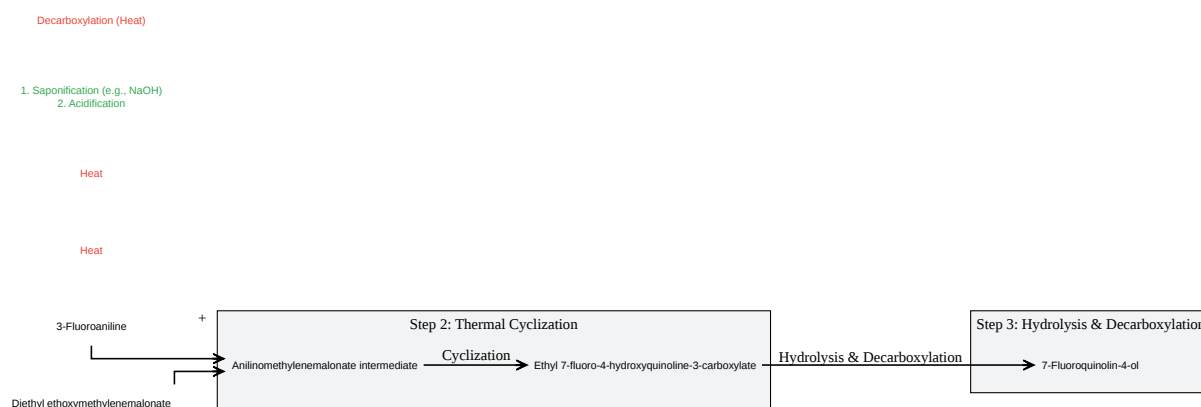 Decarboxylation (Heat)
1. Saponification (e.g., NaOH)
2. Acidification
Heat
Heat
+
3-Fluoroaniline
Step 2: Thermal Cyclization
Step 3: Hydrolysis & Decarboxylation
Cyclization
Hydrolysis & Decarboxylation
Anilinomethylenemalonate intermediate
Ethyl 7-fluoro-4-hydroxyquinoline-3-carboxylate
7-Fluoroquinolin-4-ol
Diethyl ethoxymethylenemalonate